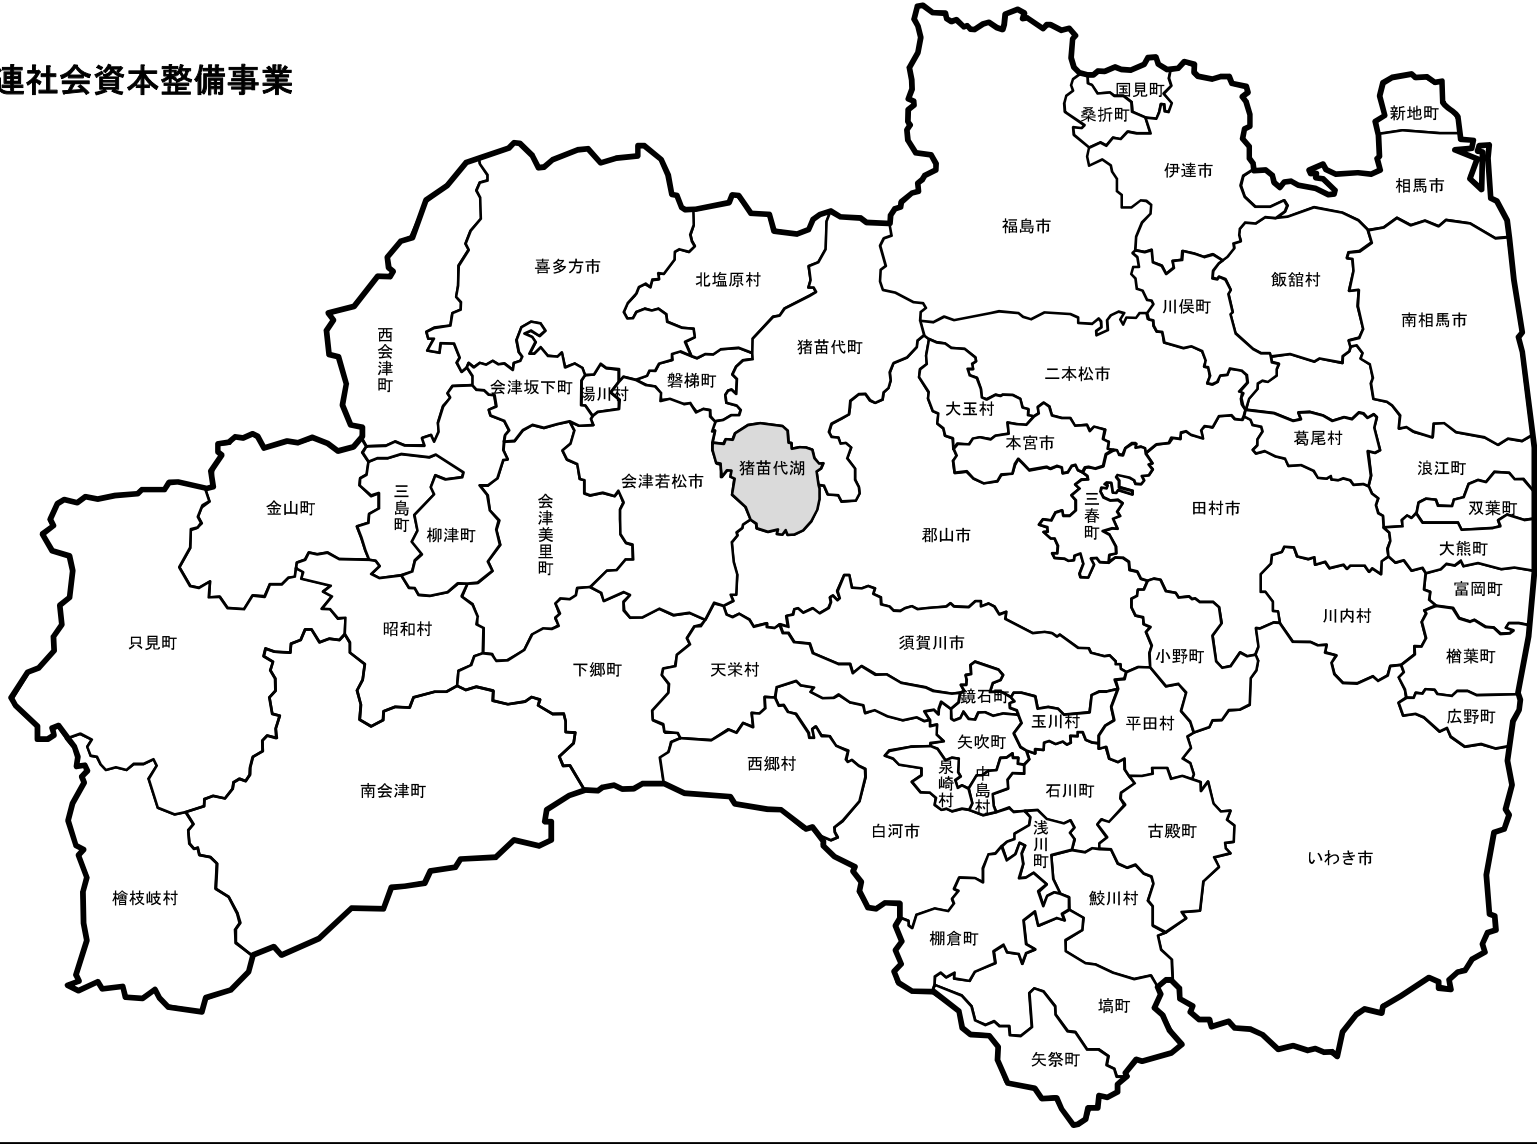 連社会資本整備事業
国見町
桑折町
新地町
伊達市
相馬市
福島市
喜多方市
北塩原村
飯舘村
川俣町
南相馬市
西会津町
猪苗代町
二本松市
会津坂下町
湯川村
磐梯町
大玉村
本宮市
葛尾村
浪江町
猪苗代湖
会津若松市
金山町
三島町
柳津町
会津美里町
三春町
田村市
双葉町
郡山市
大熊町
富岡町
只見町
昭和村
川内村
須賀川市
小野町
楢葉町
下郷町
天栄村
鏡石町
玉川村
平田村
広野町
矢吹町
西郷村
泉崎村
中島村
石川町
南会津町
白河市
浅川町
古殿町
いわき市
檜枝岐村
鮫川村
棚倉町
塙町
矢祭町